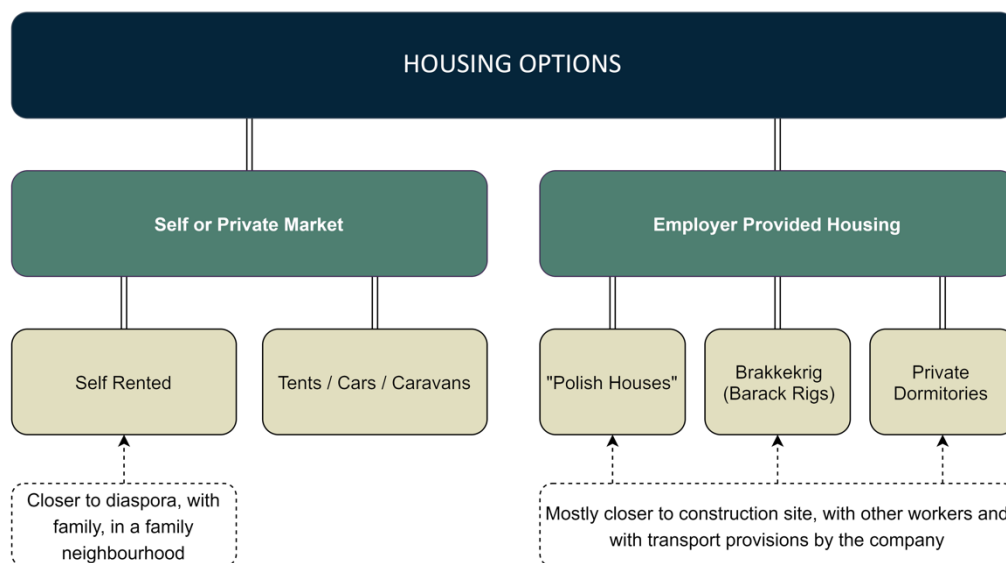 HOUSING OPTIONS
Self or Private Market
Employer Provided Housing
Self Rented
Tents / Cars / Caravans
"Polish Houses"
Brakkekrig
(Barack Rigs)
Private
Dormitories
Closer to diaspora, with
family, in a family
neighbourhood
Mostly closer to construction site, with other workers and
with transport provisions by the company